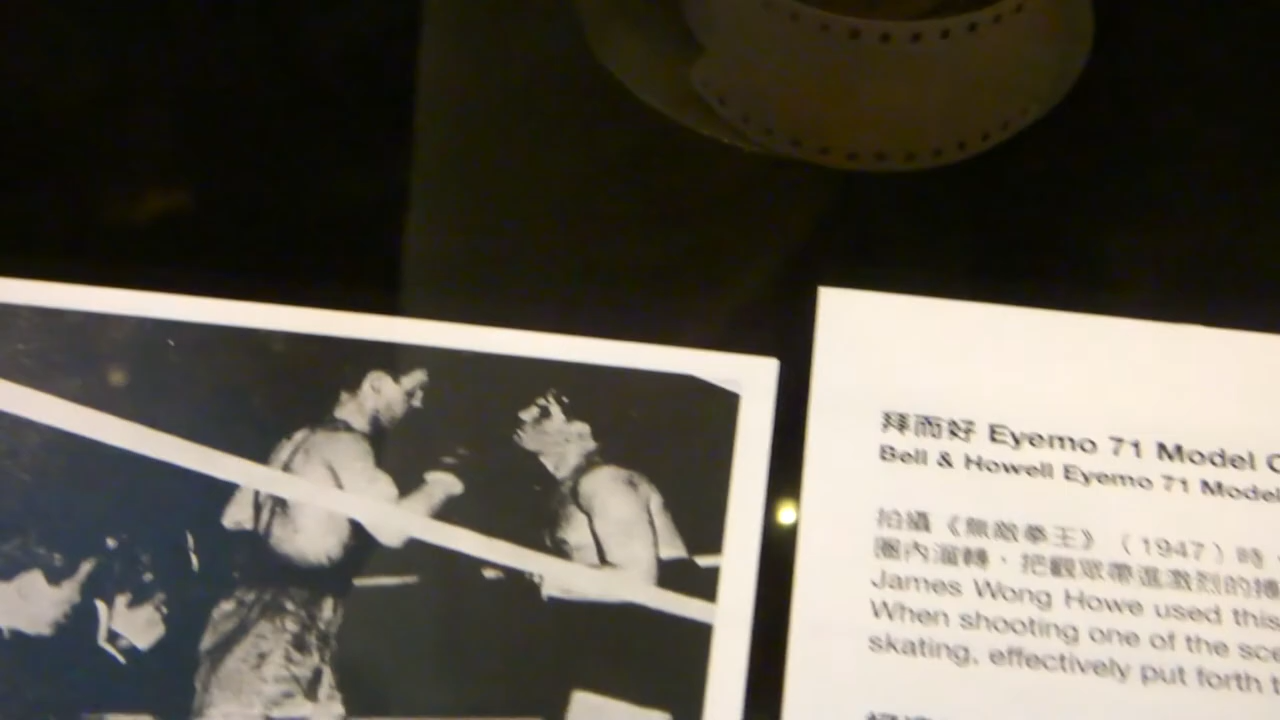 拜而好 Eyemo 71 Model C
Bell & Howell Eyemo 71 Model
拍攝《無敵拳王》（1947）時，
圈內溜轉，把觀眾帶進激烈的搏
James Wong Howe used this
When shooting one of the sce
skating, effectively put forth t